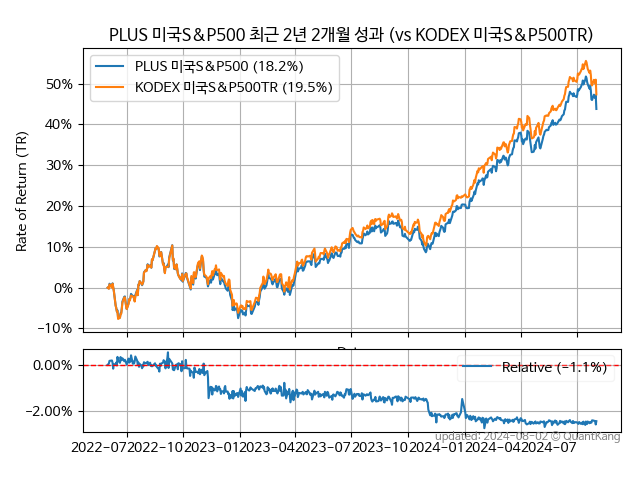 PLUS 미국S&P500 최근 2년 2개월 성과 (vs KODEX 미국S&P500TR)
PLUS 미국S&P500 (18.2%)
KODEX 미국S&P500TR (19.5%)
Rate of Return (TR)
50%
40%
30%
20%
10%
0%
−10%
0.00%
−2.00%
Relative (−1.1%)
updated: 2024-08-02 © QuantKang
2022-07 2022-10 2023-01 2023-04 2023-07 2023-10 2024-01 2024-04 2024-07